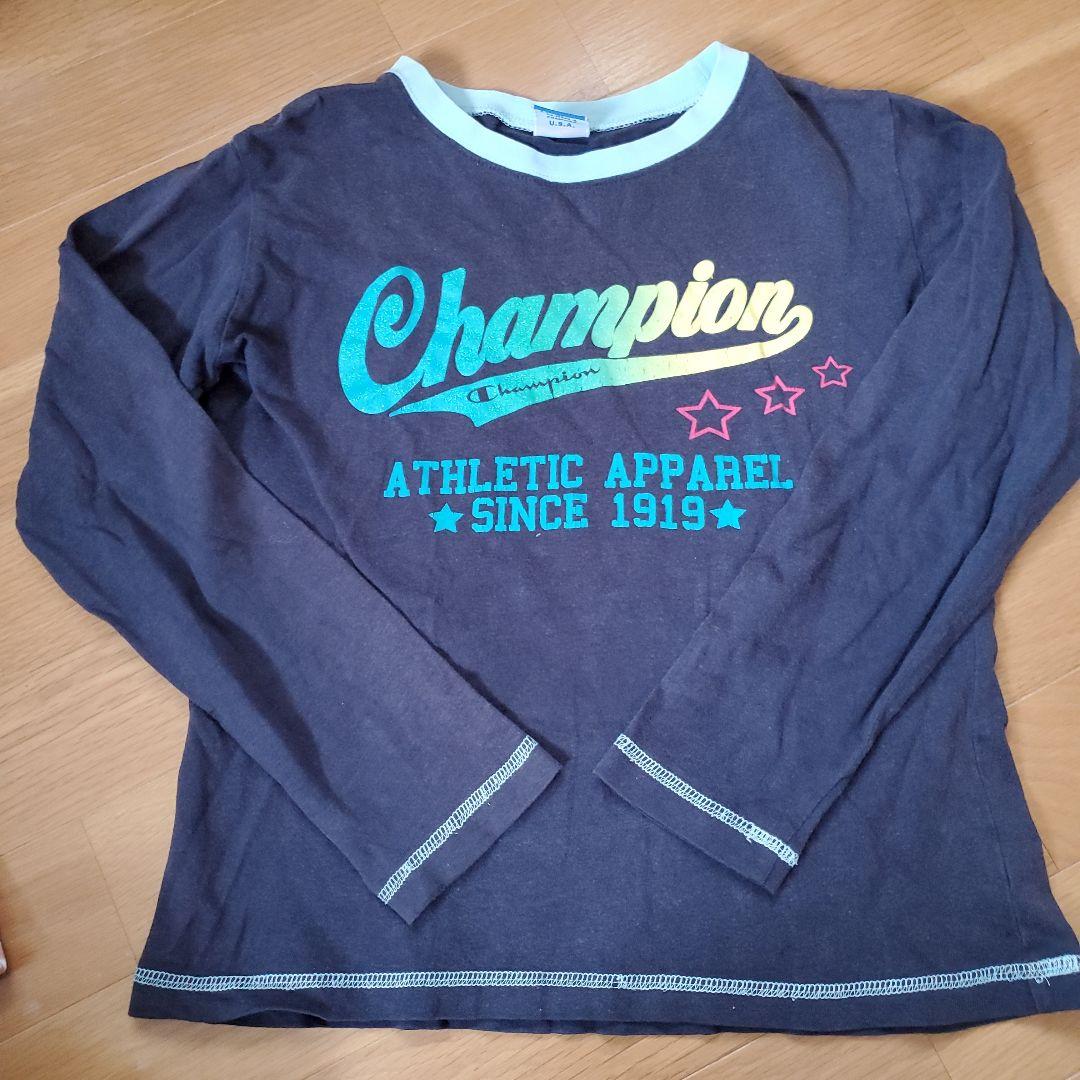 U.S.A.
Champion
Champion
ATHLETIC APPAREL
SINCE 1919